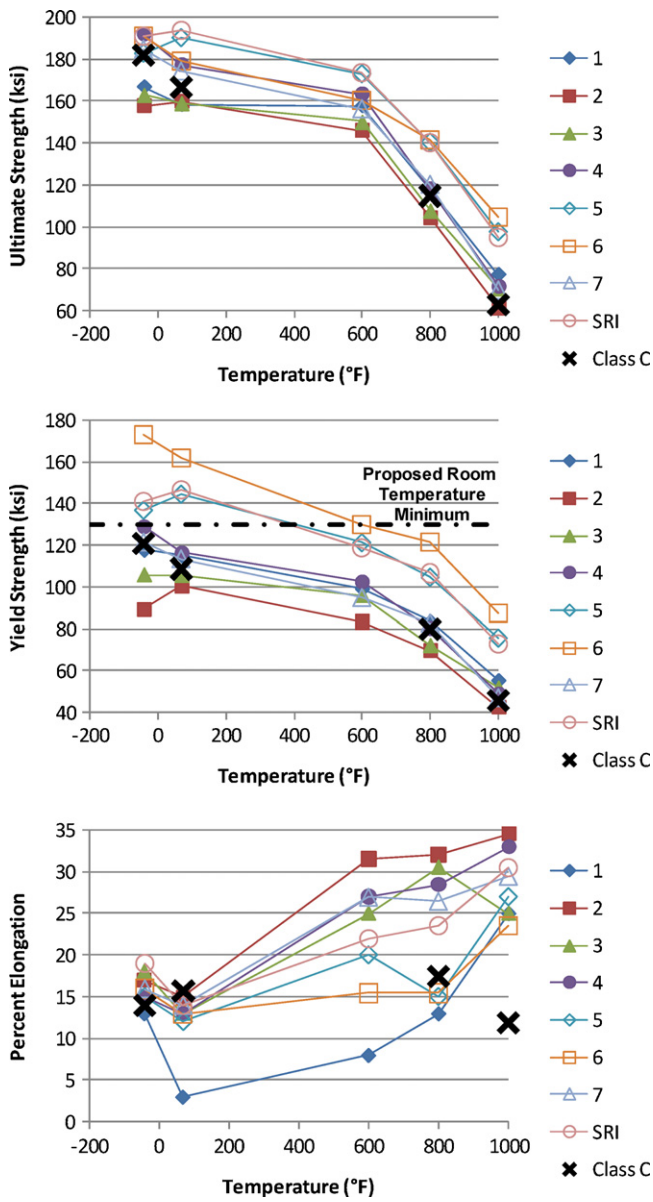 200
180
160
140
120
100
80
60
-200 0 200 400 600 800 1000
Ultimate Strength (ksi)
Temperature (°F)
1
2
3
4
5
6
7
SRI
Class C
180
160
140
120
100
80
60
40
-200 0 200 400 600 800 1000
Yield Strength (ksi)
Temperature (°F)
Proposed Room
Temperature
Minimum
1
2
3
4
5
6
7
SRI
Class C
35
30
25
20
15
10
5
0
-200 0 200 400 600 800 1000
Percent Elongation
Temperature (°F)
1
2
3
4
5
6
7
SRI
Class C